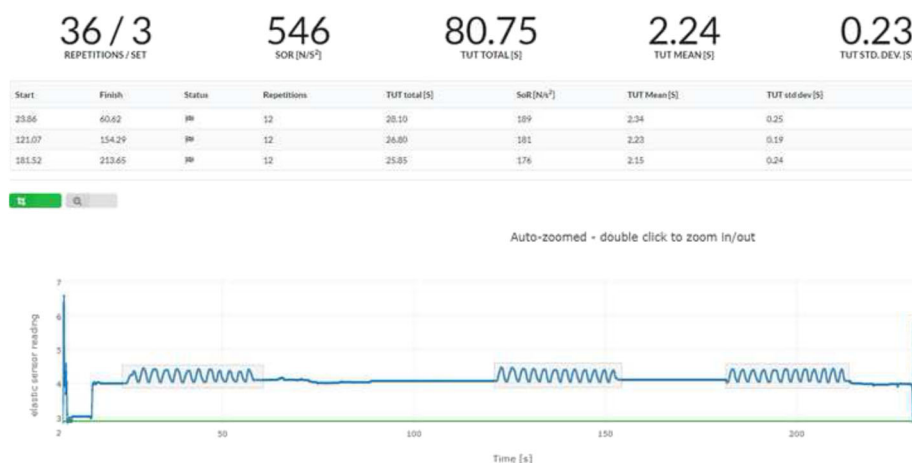 36 / 3
REPETITIONS / SET
546
SOR [N/S²]
80.75
TUT TOTAL [S]
2.24
TUT MEAN [S]
0.23
TUT STD. DEV. [S]
Start Finish Status Repetitions TUT total [S] SoR [N/s²] TUT Mean [S] TUT std dev [S]
23.86 60.62 12 28.10 189 2.34 0.25
121.07 154.29 12 26.80 181 2.23 0.19
181.52 213.65 12 25.85 176 2.15 0.24
Auto-zoomed - double click to zoom in/out
elastic sensor reading
7
6
5
4
3
2
50 100 150 200
Time [s]